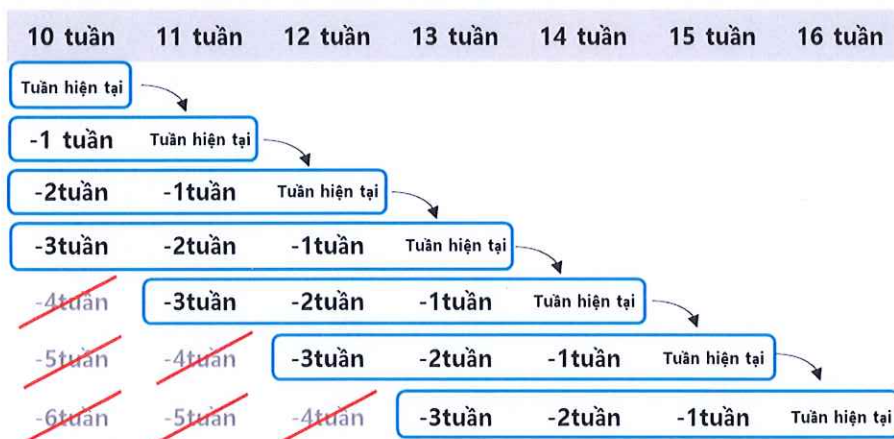 10 tuần 11 tuần 12 tuần 13 tuần 14 tuần 15 tuần 16 tuần
Tuần hiện tại
-1 tuần Tuần hiện tại
-2tuần -1tuần Tuần hiện tại
-3tuần -2tuần -1tuần Tuần hiện tại
-4tuần -3tuần -2tuần -1tuần Tuần hiện tại
-5tuần -4tuần -3tuần -2tuần -1tuần Tuần hiện tại
-6tuần -5tuần -4tuần -3tuần -2tuần -1tuần Tuần hiện tại